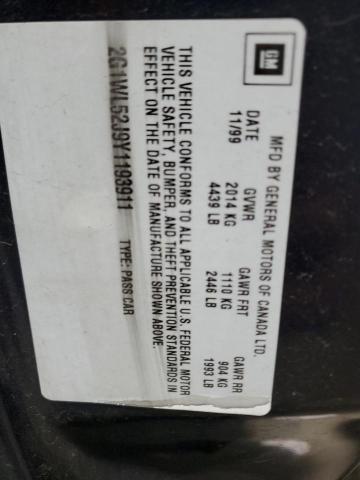 GM
MFD BY GENERAL MOTORS OF CANADA LTD.
DATE GVWR GAWR FRT GAWR RR
11/99 2014 KG 1110 KG 904 KG
4439 LB 2446 LB 1993 LB
THIS VEHICLE CONFORMS TO ALL APPLICABLE U.S. FEDERAL MOTOR
VEHICLE SAFETY, BUMPER, AND THEFT PREVENTION STANDARDS IN
EFFECT ON THE DATE OF MANUFACTURE SHOWN ABOVE.
2G1WL52J9Y1193911 TYPE: PASS CAR